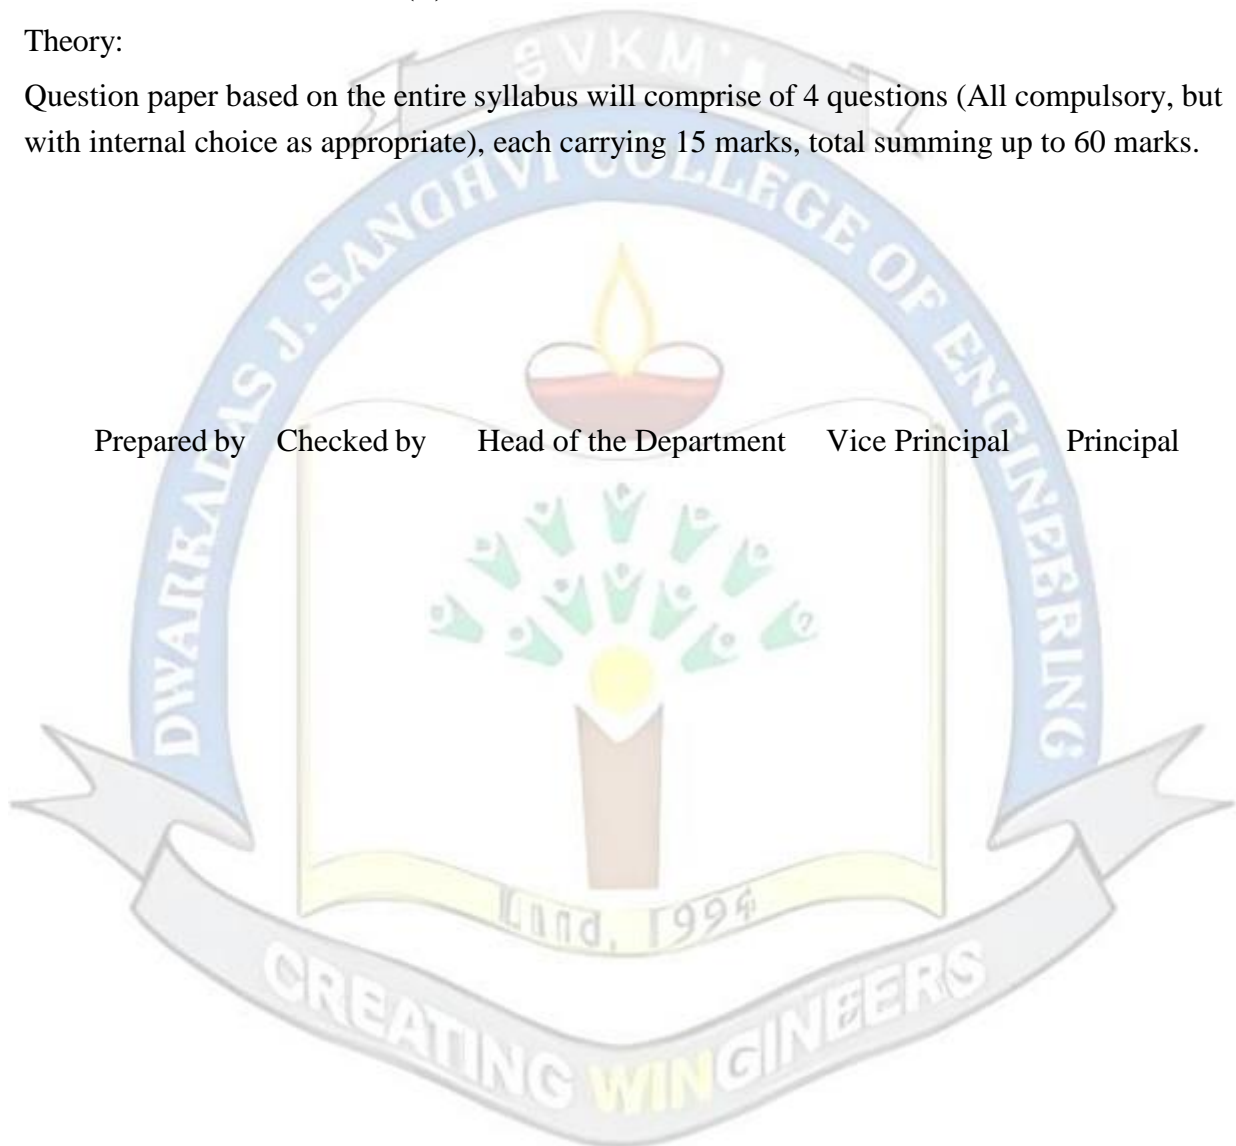 Theory:
Question paper based on the entire syllabus will comprise of 4 questions (All compulsory, but
with internal choice as appropriate), each carrying 15 marks, total summing up to 60 marks.
SVKM's
DWARKADAS J. SANGHVI COLLEGE OF ENGINEERING
Prepared by Checked by Head of the Department Vice Principal Principal
1994
CREATING WINGINEERS